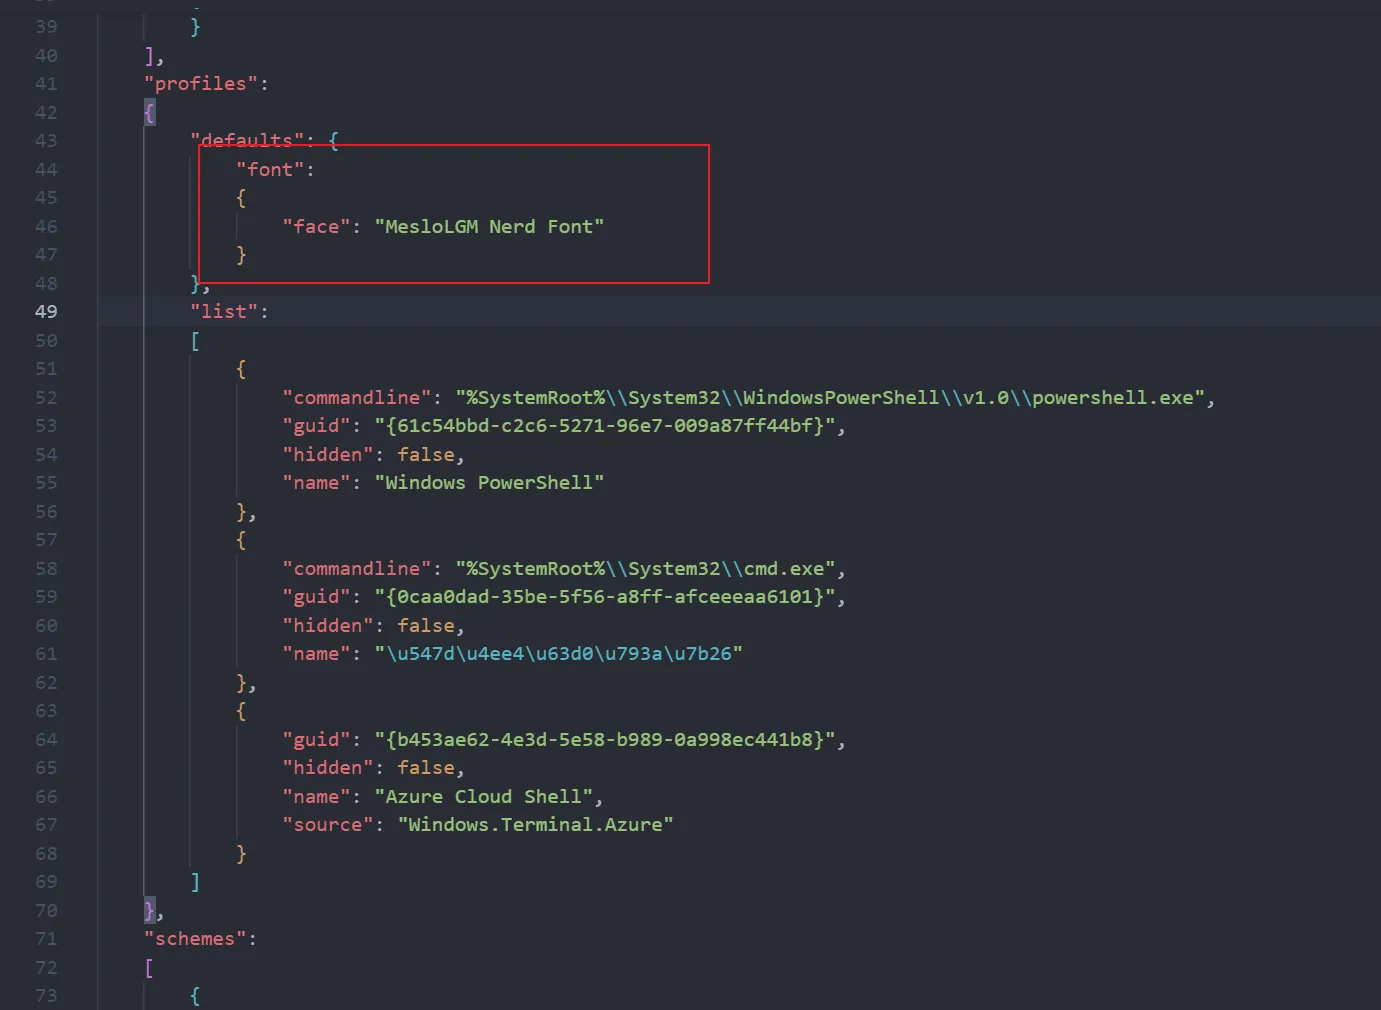 39 }
40 ],
41 "profiles":
42 {
43 "defaults": {
44 "font":
45 {
46 "face": "MesloLGM Nerd Font"
47 }
48 },
49 "list":
50 [
51 {
52 "commandline": "%SystemRoot%\\System32\\WindowsPowerShell\\v1.0\\powershell.exe",
53 "guid": "{61c54bbd-c2c6-5271-96e7-009a87ff44bf}",
54 "hidden": false,
55 "name": "Windows PowerShell"
56 },
57 {
58 "commandline": "%SystemRoot%\\System32\\cmd.exe",
59 "guid": "{0caa0dad-35be-5f56-a8ff-afceeeaa6101}",
60 "hidden": false,
61 "name": "\u547d\u4ee4\u63d0\u793a\u7b26"
62 },
63 {
64 "guid": "{b453ae62-4e3d-5e58-b989-0a998ec441b8}",
65 "hidden": false,
66 "name": "Azure Cloud Shell",
67 "source": "Windows.Terminal.Azure"
68 }
69 ]
70 },
71 "schemes":
72 [
73 {